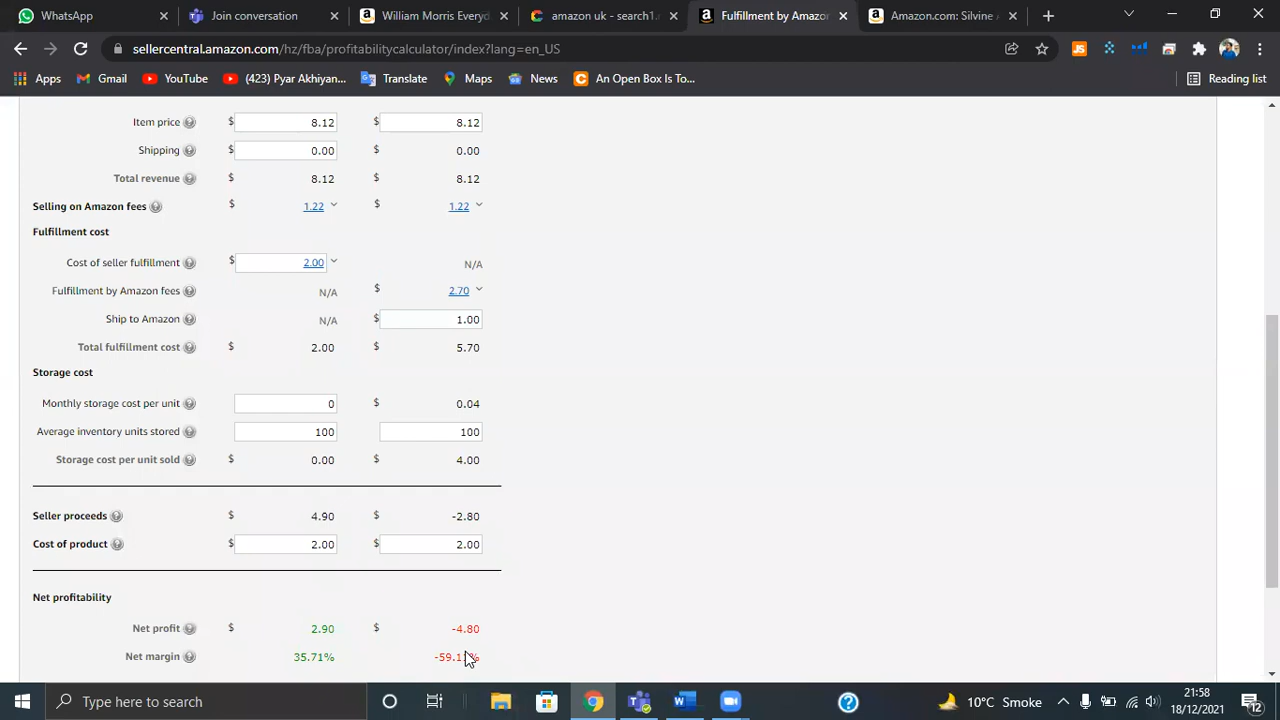 WhatsApp
Join conversation
William Morris: Everyd
amazon uk - search1.r
Fulfillment by Amazo
Amazon.com: Silvine
sellercentral.amazon.com/hz/fba/profitabilitycalculator/index?lang=en_US
Apps
Gmail
YouTube
(423) Pyar Akhiyan...
Translate
Maps
News
An Open Box Is To...
Reading list
Item price $ 8.12 $ 8.12
Shipping $ 0.00 $ 0.00
Total revenue $ 8.12 $ 8.12
Selling on Amazon fees $ 1.22 $ 1.22
Fulfillment cost
Cost of seller fulfillment $ 2.00 N/A
Fulfillment by Amazon fees N/A $ 2.70
Ship to Amazon N/A $ 1.00
Total fulfillment cost $ 2.00 $ 5.70
Storage cost
Monthly storage cost per unit 0 $ 0.04
Average inventory units stored 100 100
Storage cost per unit sold $ 0.00 $ 4.00
Seller proceeds $ 4.90 $ -2.80
Cost of product $ 2.00 $ 2.00
Net profitability
Net profit $ 2.90 $ -4.80
Net margin 35.71%
Type here to search
10°C Smoke
21:58
18/12/2021
12